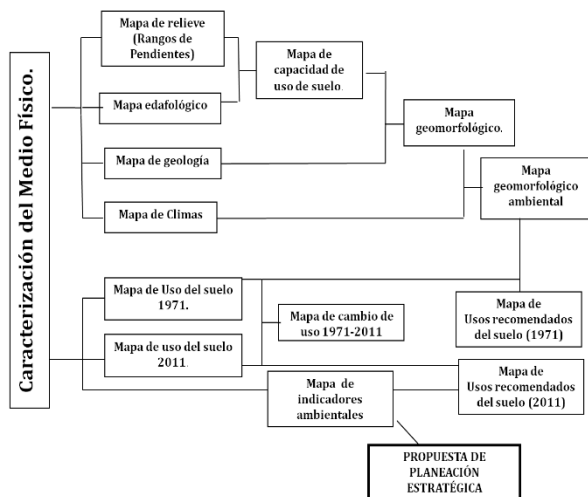 Caracterización del Medio Físico.
Mapa de relieve
(Rangos de
Pendientes)
Mapa edafológico
Mapa de geología
Mapa de Climas
Mapa de
capacidad de
uso de suelo.
Mapa
geomorfológico.
Mapa
geomorfológico
ambiental
Mapa de Uso del suelo
1971.
Mapa de uso del suelo
2011.
Mapa de cambio de
uso 1971-2011
Mapa de
indicadores
ambientales
Mapa de
Usos recomendados
del suelo (1971)
Mapa de
Usos recomendados
del suelo (2011)
PROPUESTA DE
PLANEACIÓN
ESTRATÉGICA